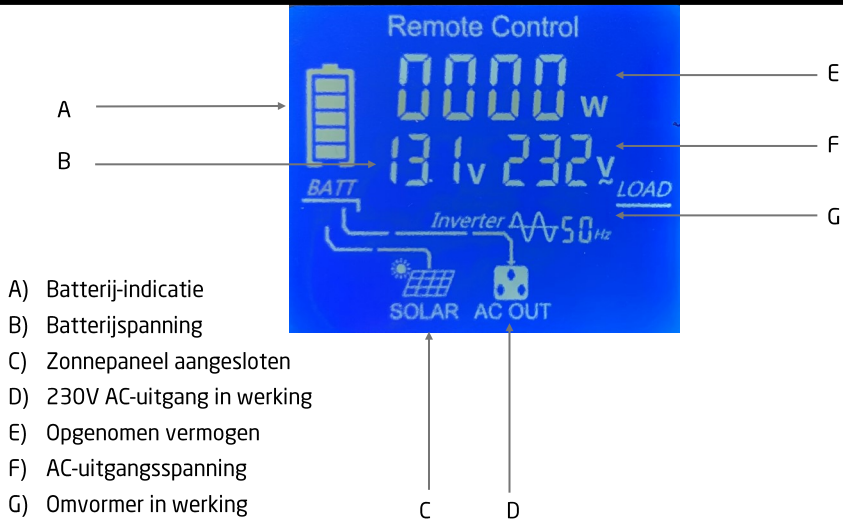 Remote Control
0000 W
13.1 V 232 V~
BATT
LOAD
Inverter 50 Hz
SOLAR AC OUT
A
B
E
F
G
A) Batterij-indicatie
B) Batterijspanning
C) Zonnepaneel aangesloten
D) 230V AC-uitgang in werking
E) Opgenomen vermogen
F) AC-uitgangsspanning
G) Omvormer in werking
C D